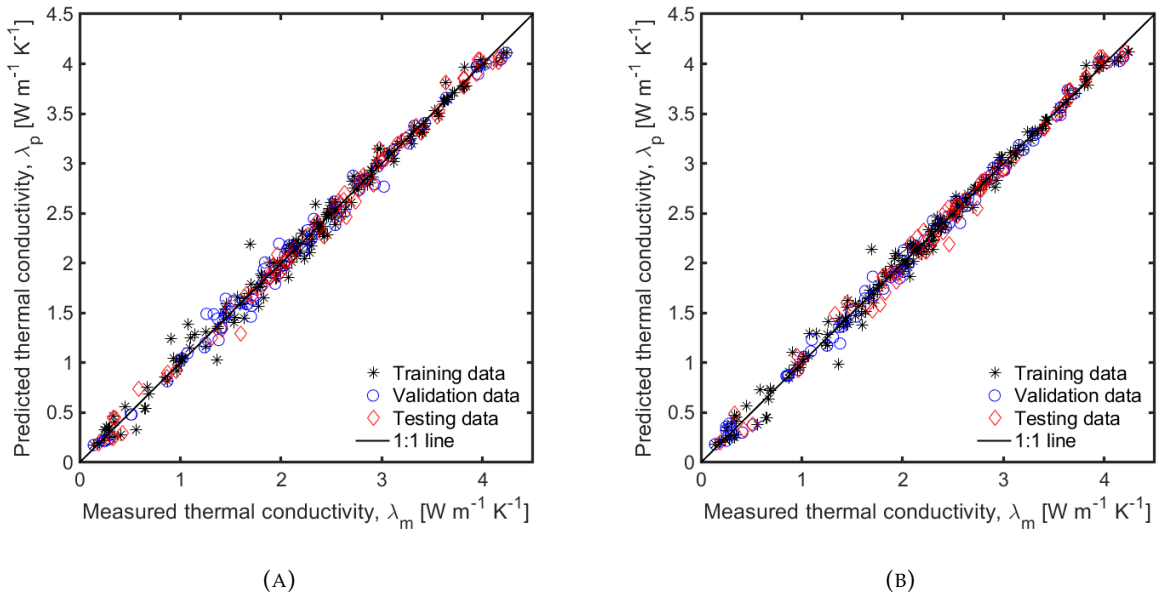 4.5
4
3.5
3
2.5
2
1.5
1
0.5
0
0 1 2 3 4
Predicted thermal conductivity, λp [W m-1 K-1]
Measured thermal conductivity, λm [W m-1 K-1]
Training data
Validation data
Testing data
1:1 line
(A)
4.5
4
3.5
3
2.5
2
1.5
1
0.5
0
0 1 2 3 4
Predicted thermal conductivity, λp [W m-1 K-1]
Measured thermal conductivity, λm [W m-1 K-1]
Training data
Validation data
Testing data
1:1 line
(B)